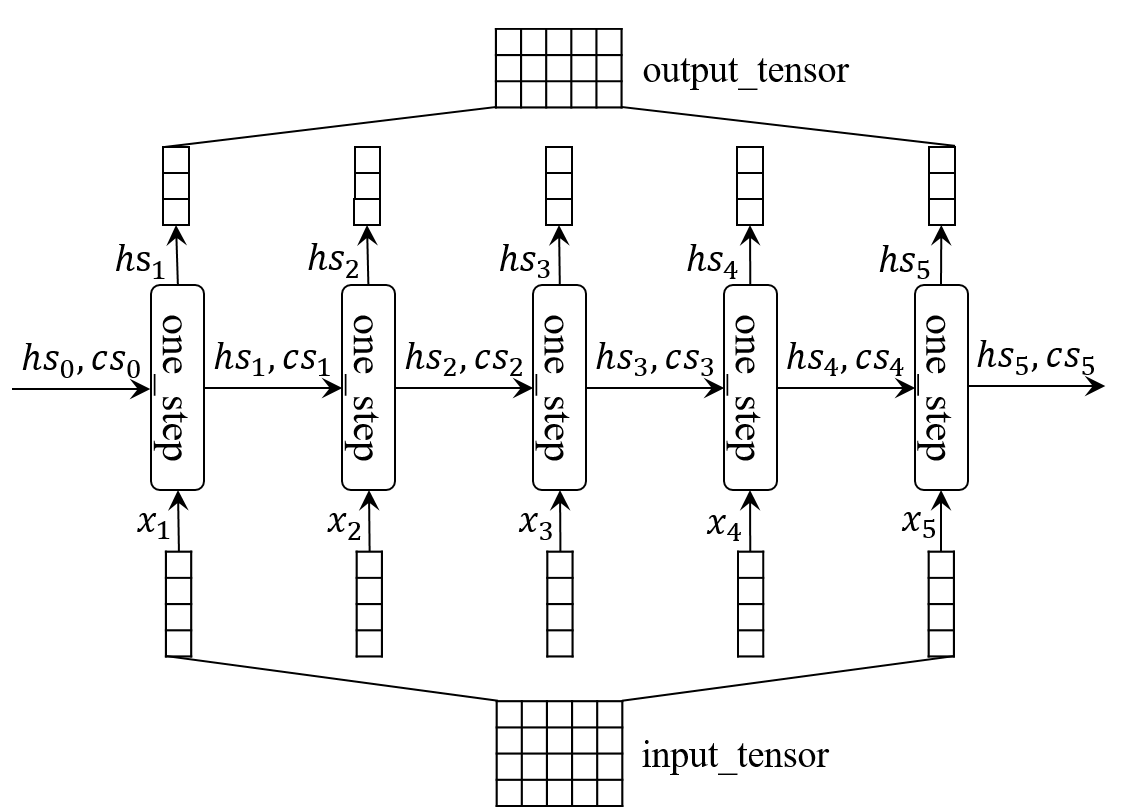 output_tensor
hs₁
hs₂
hs₃
hs₄
hs₅
hs₀, cs₀
one_step
hs₁, cs₁
one_step
hs₂, cs₂
one_step
hs₃, cs₃
one_step
hs₄, cs₄
one_step
hs₅, cs₅
x₁
x₂
x₃
x₄
x₅
input_tensor